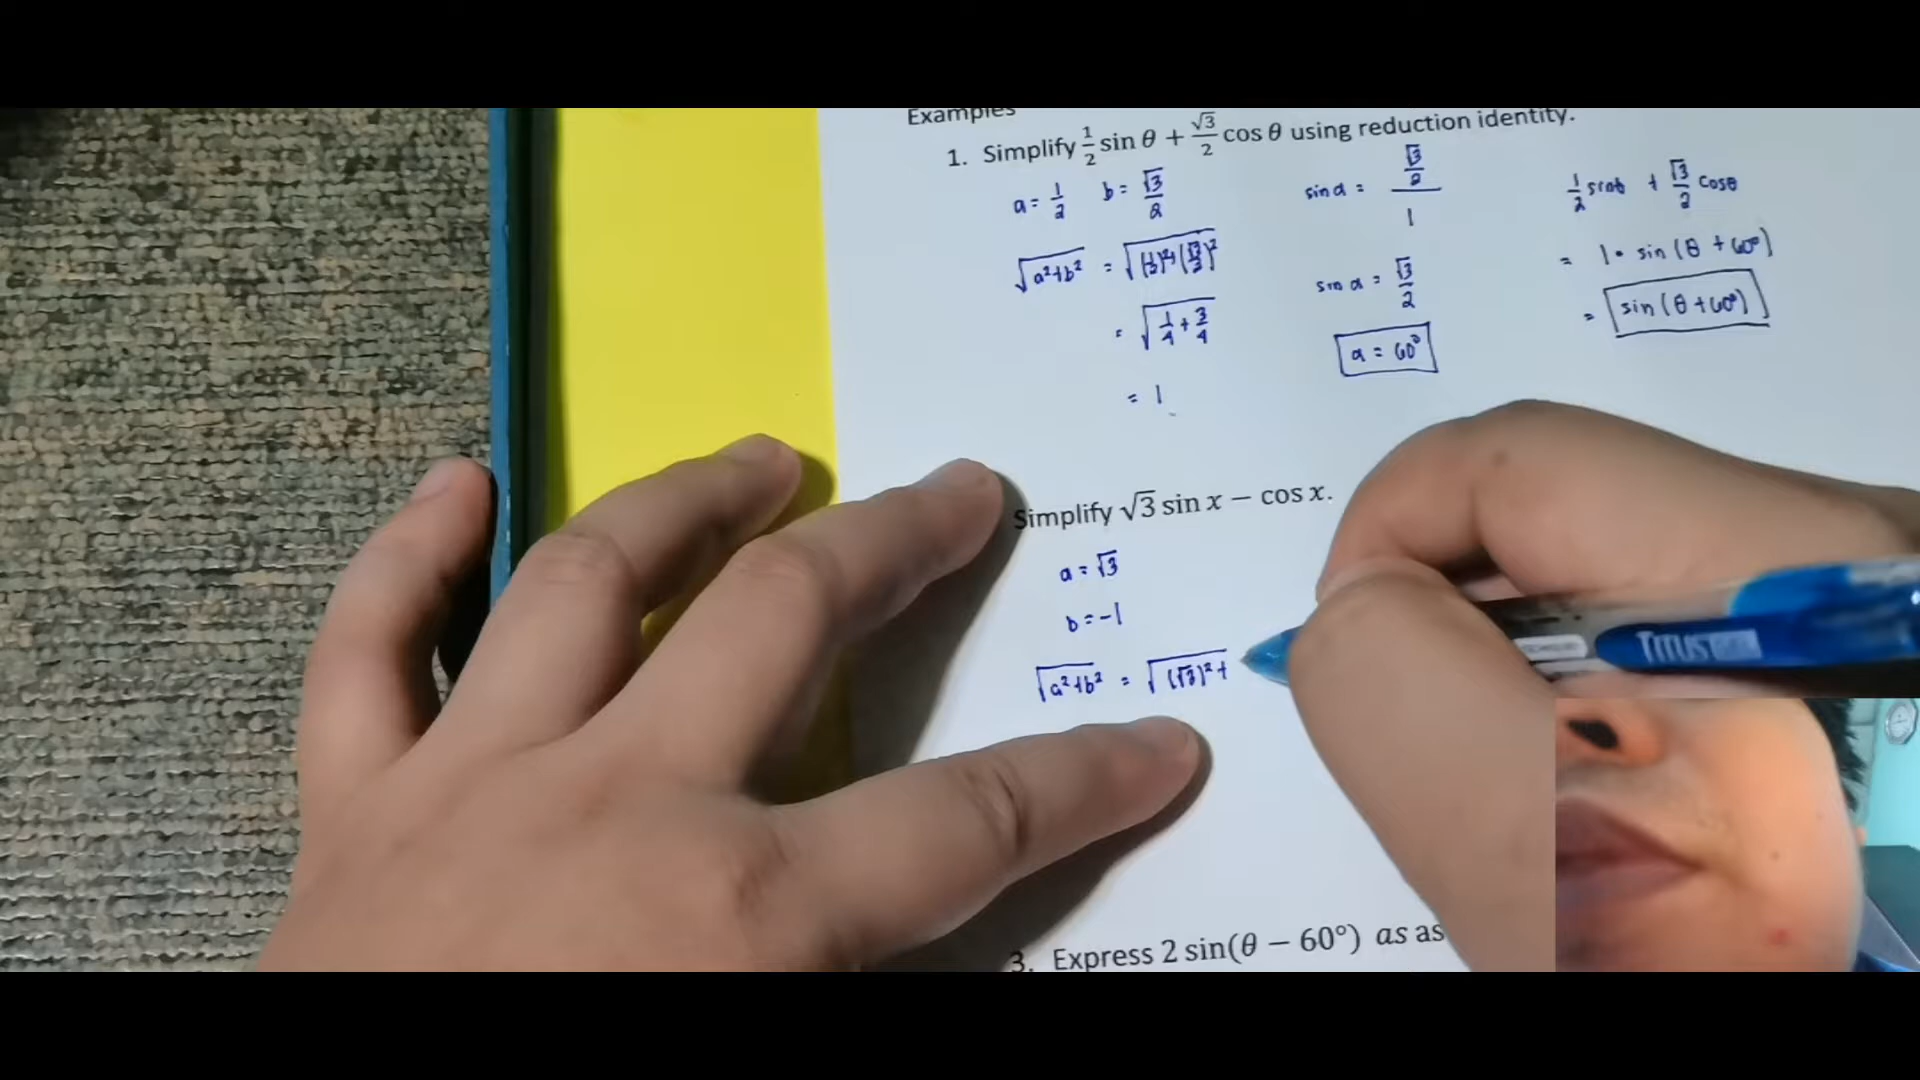 Examples
1. Simplify 1/2 sin θ + √3/2 cos θ using reduction identity.
a = 1/2 b = √3/2
√a²+b² = √(1/2)²+(√3/2)²
= √1/4 + 3/4
= 1
sin α = √3/2 / 1
sin α = √3/2
α = 60°
1/2 sinθ + √3/2 cosθ
= 1 • sin (θ + 60°)
= sin (θ + 60°)
Simplify √3 sin x − cos x.
a = √3
b = -1
√a²+b² = √(√3)² +
3. Express 2 sin(θ − 60°) as as
TITUS